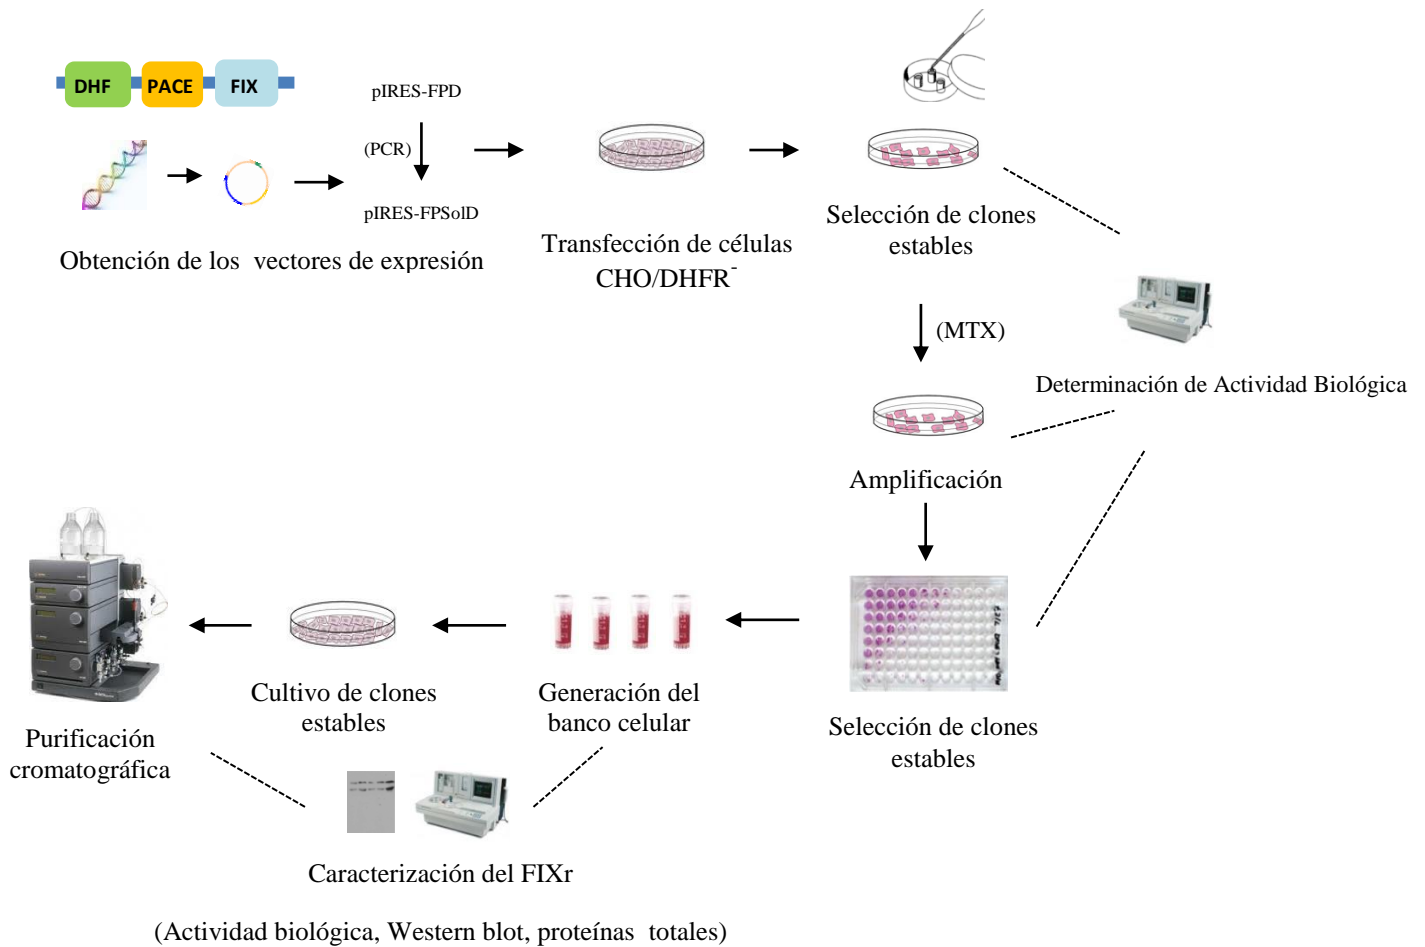 DHF PACE FIX
pIRES-FPD
(PCR)
pIRES-FPSolD
Obtención de los vectores de expresión
Transfección de células
CHO/DHFR-
Selección de clones
estables
(MTX)
Determinación de Actividad Biológica
Amplificación
Selección de clones
estables
Generación del
banco celular
Cultivo de clones
estables
Purificación
cromatográfica
Caracterización del FIXr
(Actividad biológica, Western blot, proteínas totales)